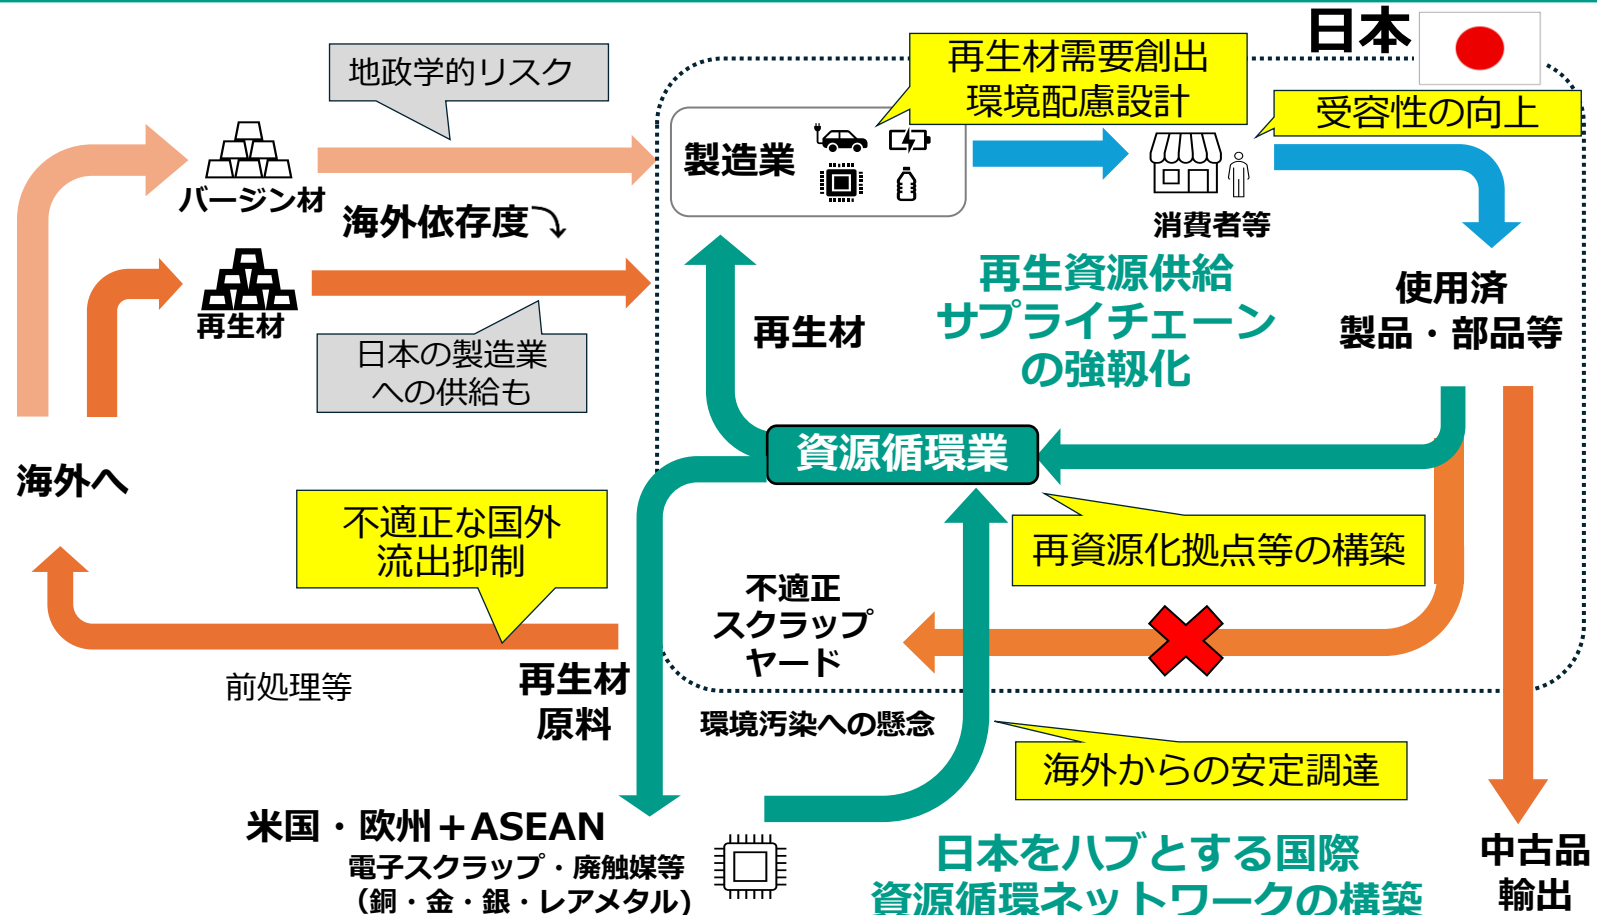 日本
地政学的リスク
再生材需要創出
環境配慮設計
受容性の向上
製造業
バージン材
海外依存度
消費者等
再生資源供給
サプライチェーン
の強靱化
使用済
製品・部品等
再生材
再生材
日本の製造業
への供給も
資源循環業
海外へ
不適正な国外
流出抑制
再資源化拠点等の構築
不適正
スクラップ
ヤード
前処理等
再生材
原料
環境汚染への懸念
海外からの安定調達
米国・欧州＋ASEAN
電子スクラップ・廃触媒等
（銅・金・銀・レアメタル)
日本をハブとする国際
資源循環ネットワークの構築
中古品
輸出